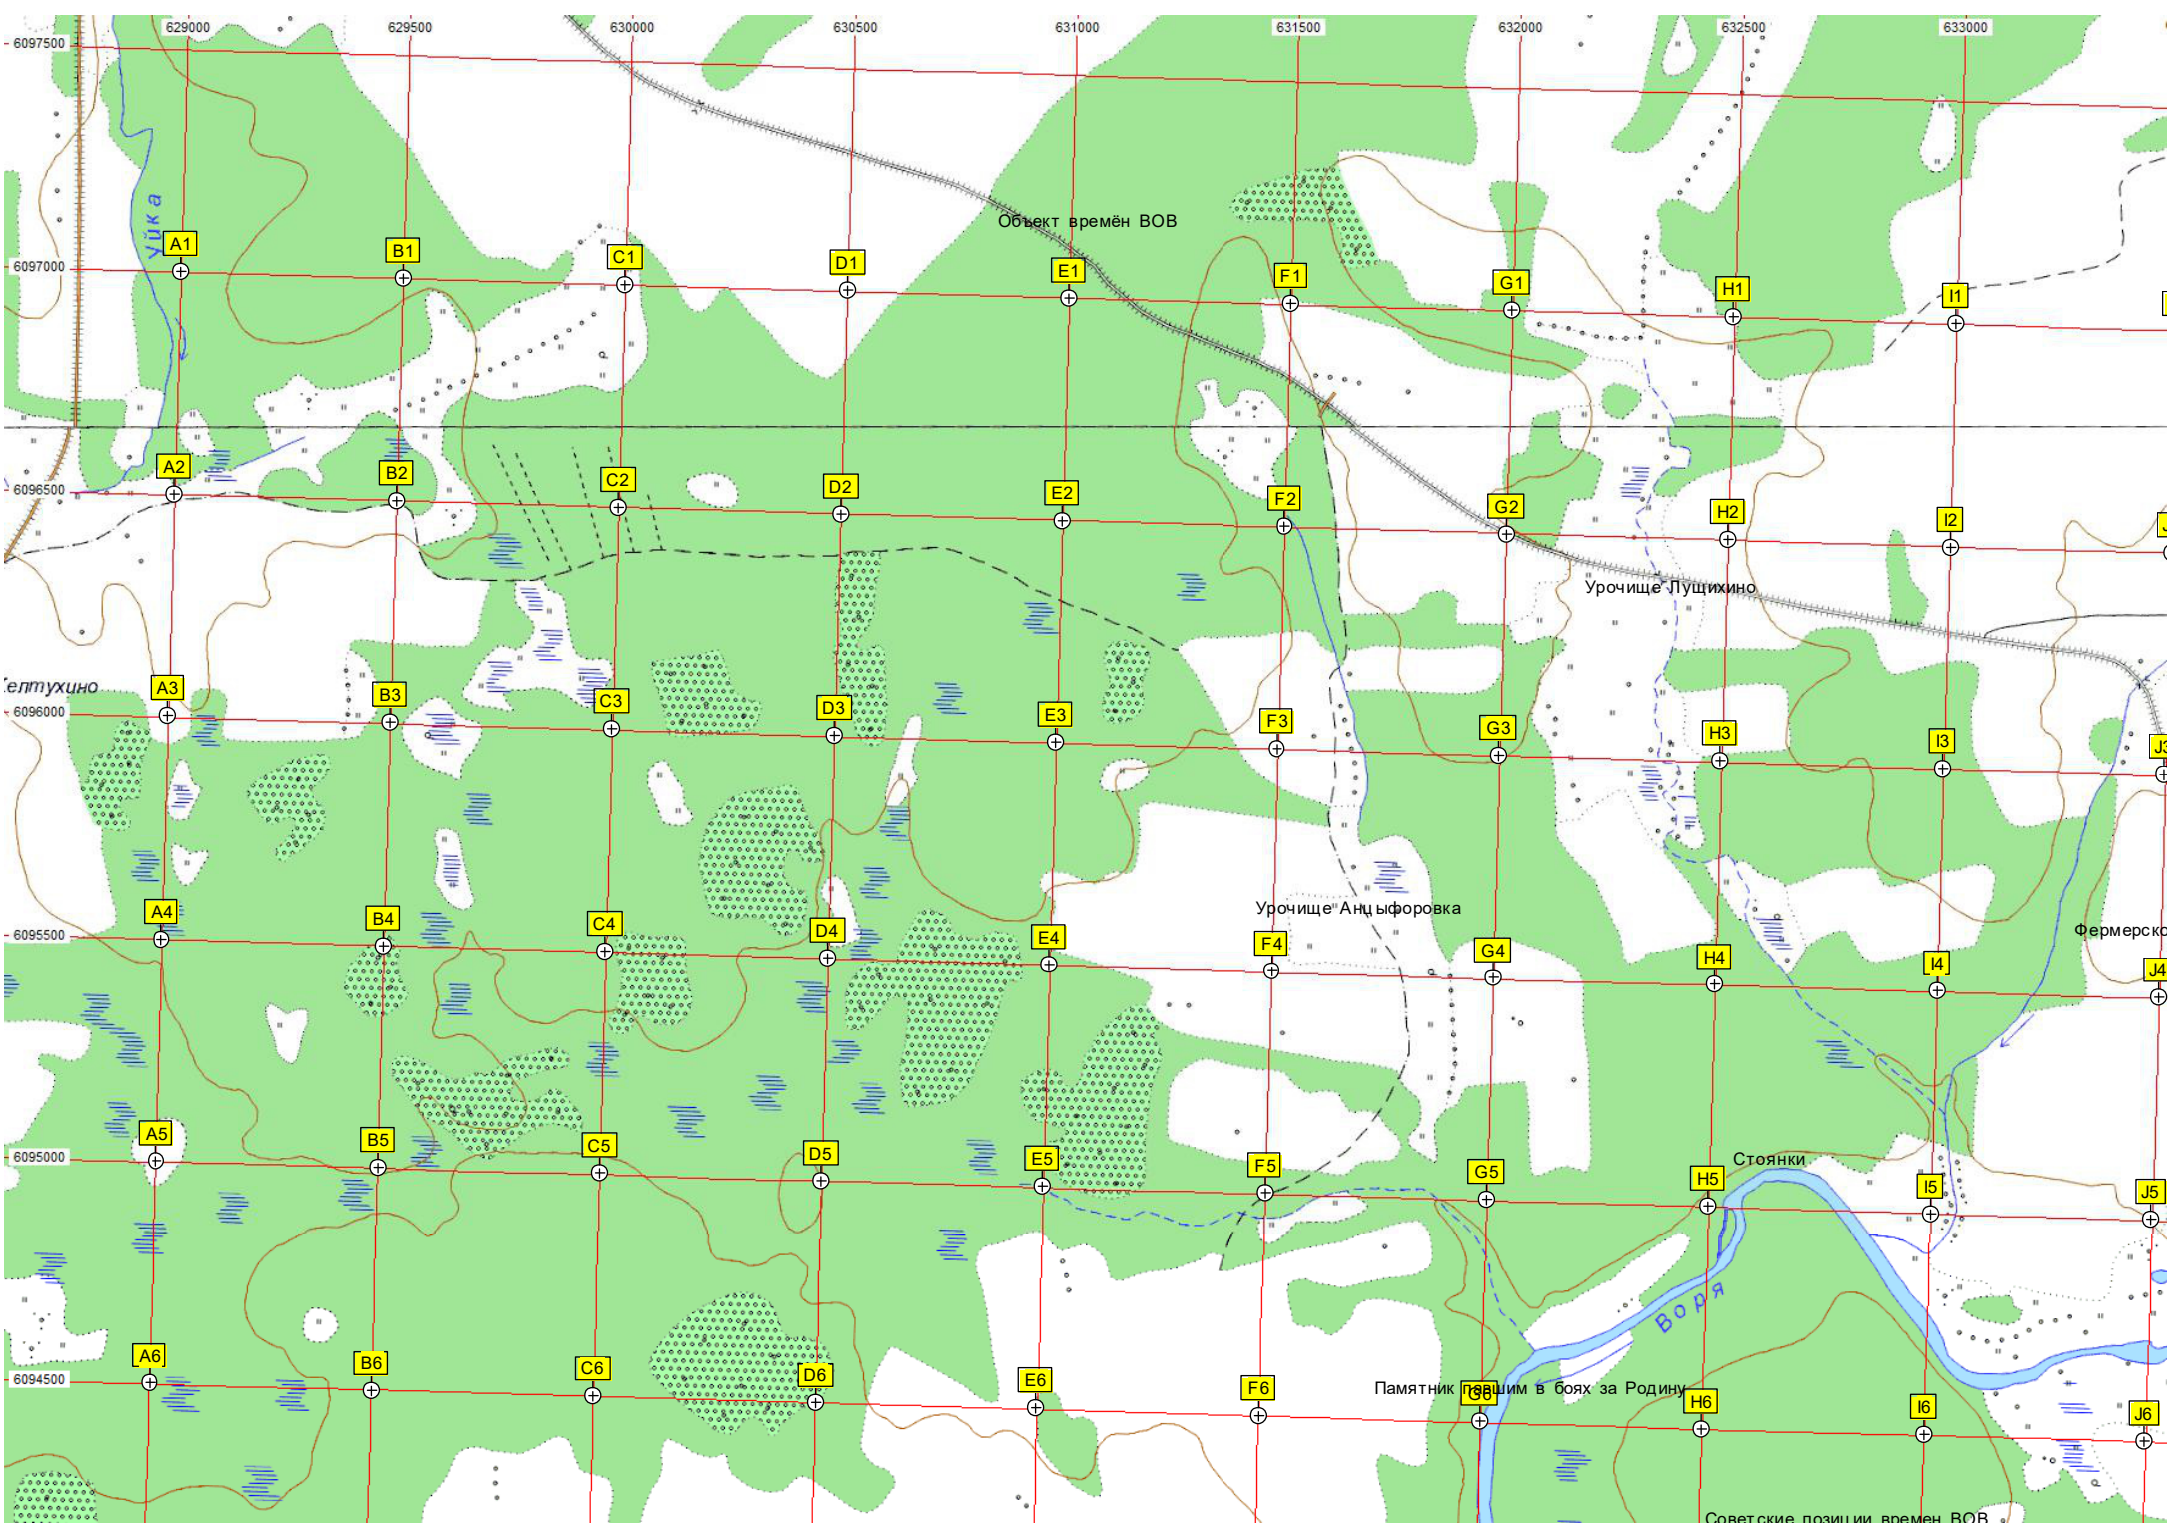 629000 629500 630000 630500 631000 631500 632000 632500 633000
6097500
Уйка
Объект времён ВОВ
A1 B1 C1 D1 E1 F1 G1 H1 I1
6097000
A2 B2 C2 D2 E2 F2 G2 H2 I2
6096500
Урочище Лущихино
елтухино
A3 B3 C3 D3 E3 F3 G3 H3 I3 J3
6096000
Урочище Анцыфоровка
Фермерско
A4 B4 C4 D4 E4 F4 G4 H4 I4 J4
6095500
Стоянки
A5 B5 C5 D5 E5 F5 G5 H5 I5 J5
6095000
Воря
Памятник павшим в боях за Родину
A6 B6 C6 D6 E6 F6 G6 H6 I6 J6
6094500
Советские позиции времен ВОВ